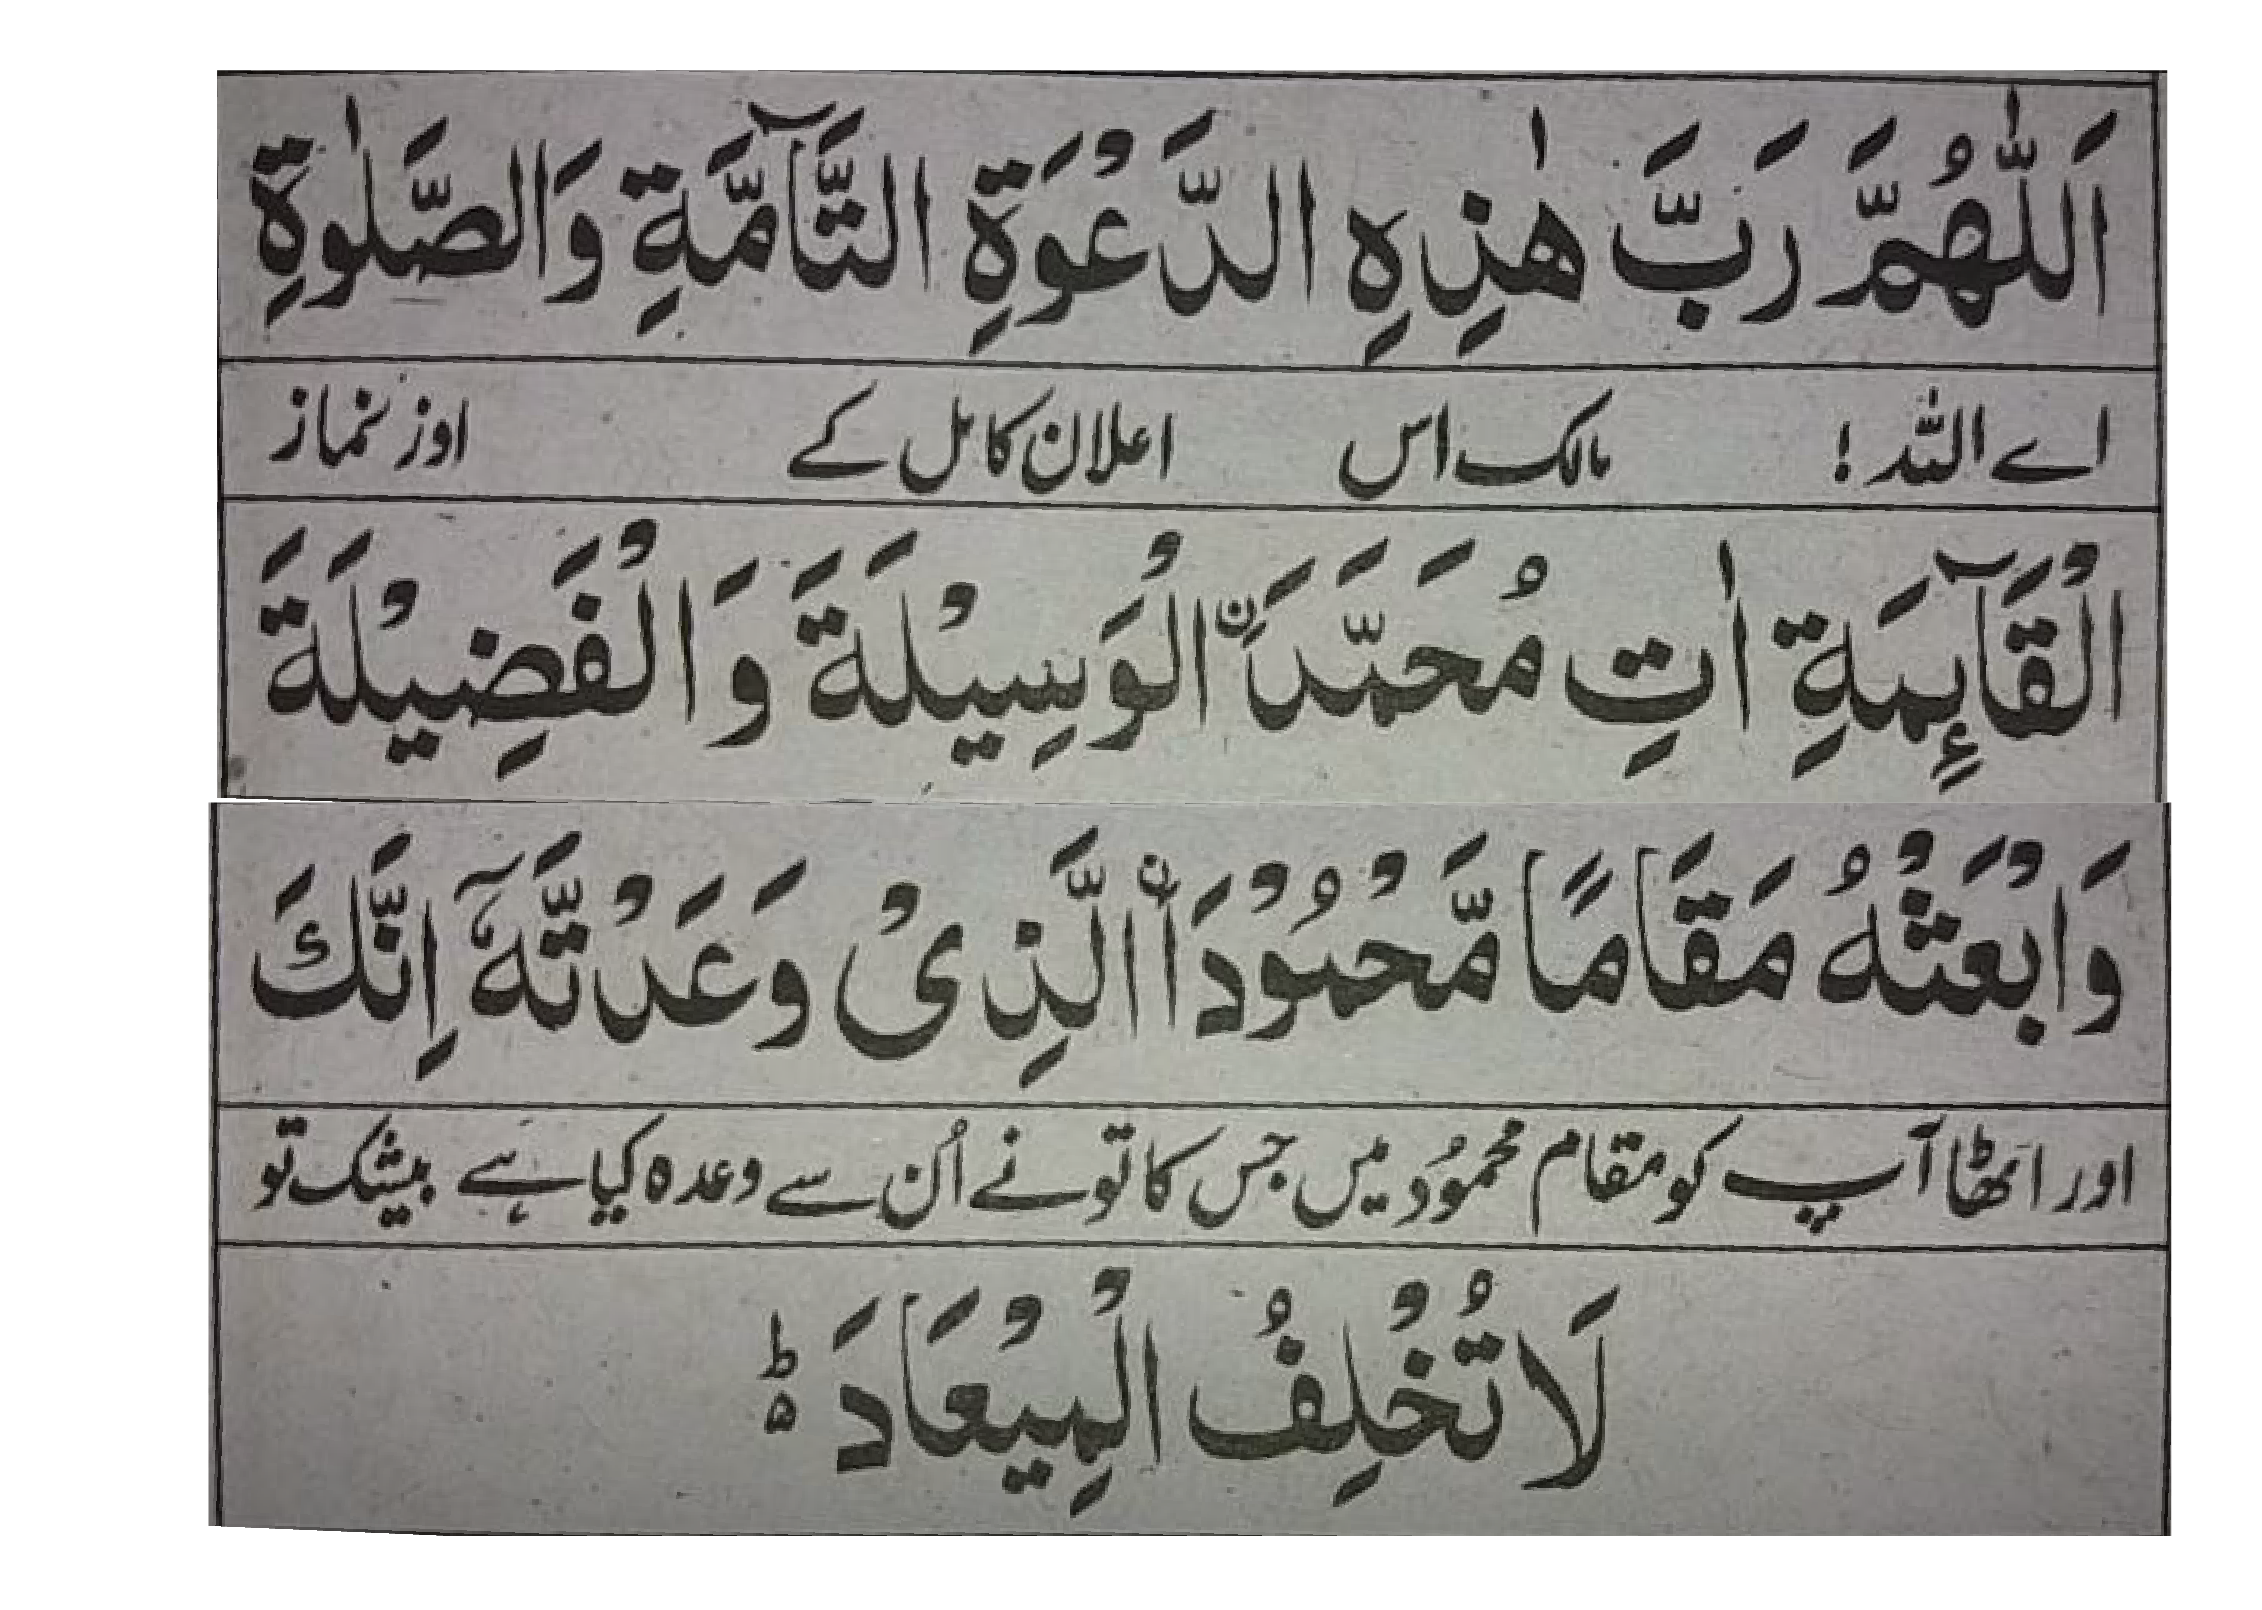 اَللّٰهُمَّ رَبَّ هٰذِهِ الدَّعْوَةِ التَّآمَّةِ وَالصَّلٰوةِ
اے اللہ! مالک اس اعلان کامل کے اور نماز
الْقَآئِمَةِ اٰتِ مُحَمَّدَاۨ الْوَسِيْلَةَ وَالْفَضِيْلَةَ
وَابْعَثْهُ مَقَامًا مَّحْمُوْدَاۨ الَّذِیْ وَعَدْتَّهٗٓ اِنَّكَ
اور اٹھا آپ کو مقام محمُود میں جس کا تو نے اُن سے وعدہ کیا ہے بیشک تو
لَا تُخْلِفُ الْمِيْعَادَ ؕ